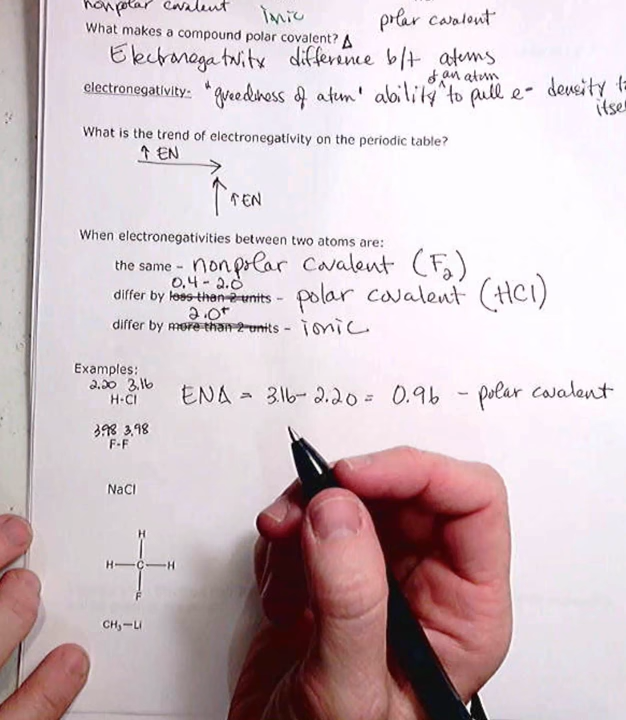 nonpolar covalent ionic polar covalent
What makes a compound polar covalent? Δ
Electronegativity difference b/t atoms
of an atom
electronegativity: "greediness of atom" ability ^ to pull e- density
What is the trend of electronegativity on the periodic table?
↑ EN
↑ EN
When electronegativities between two atoms are:
the same - nonpolar covalent (F₂)
0.4 - 2.0
differ by less than 2 units - polar covalent (HCl)
2.0+
differ by more than 2 units - ionic
Examples:
2.20 3.16
H-Cl ENΔ = 3.16 - 2.20 = 0.96 - polar covalent
3.98 3.98
F-F
NaCl
H
H—C—H
F
CH₃—Li